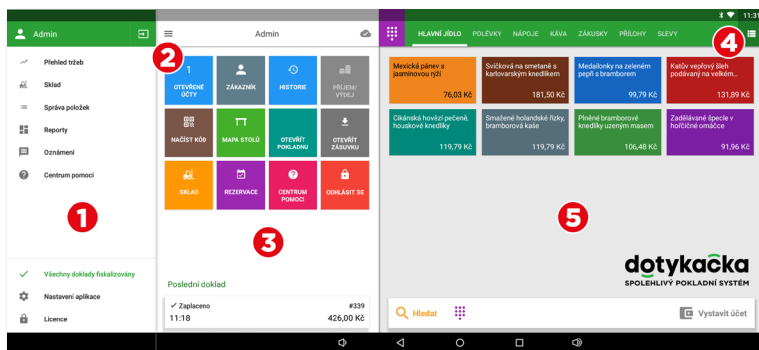 11:31
Admin
Přehled tržeb
Sklad
Správa položek
Reporty
Oznámení
Centrum pomoci
1
Všechny doklady fiskalizovány
Nastavení aplikace
Licence
Admin
2
1
OTEVŘENÉ
ÚČTY
ZÁKAZNÍK
HISTORIE
PŘÍJEM/
VÝDEJ
NAČÍST KÓD
MAPA STOLŮ
OTEVŘÍT
POKLADNU
OTEVŘÍT
ZÁSUVKU
SKLAD
REZERVACE
CENTRUM
POMOCI
ODHLÁSIT SE
3
Poslední doklad
Zaplaceno
#339
11:18
426,00 Kč
HLAVNÍ JÍDLO
POLÉVKY
NÁPOJE
KÁVA
ZÁKUSKY
PŘÍLOHY
SLEVY
4
Mexická pánev s
jasmínovou rýží
76,03 Kč
Svíčková na smetaně s
karlovarským knedlíkem
181,50 Kč
Medailonky na zeleném
pepři s bramborem
99,79 Kč
Katův vepřový šleh
podávaný na velkém...
131,89 Kč
Cikánská hovězí pečeně,
houskové knedlíky
119,79 Kč
Smažené holandské řízky,
bramborová kaše
119,79 Kč
Plněné bramborové
knedlíky uzeným masem
106,48 Kč
Zadělávané špecle v
hořčičné omáčce
91,96 Kč
5
dotykačka
SPOLEHLIVÝ POKLADNÍ SYSTÉM
Hledat
Vystavit účet